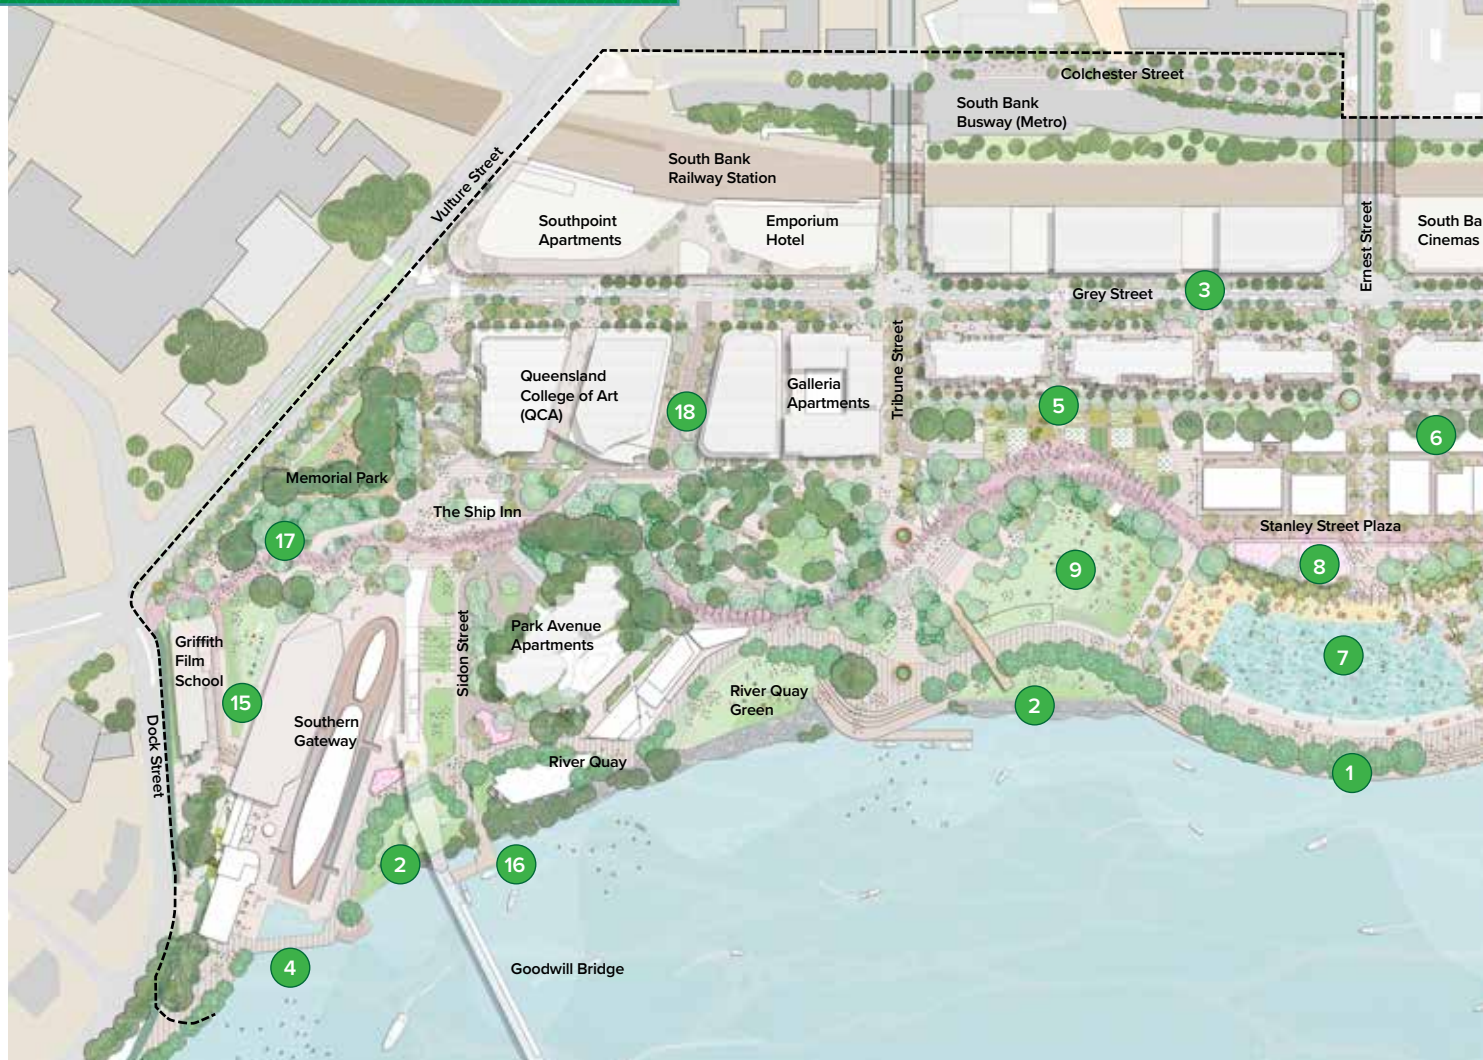 Colchester Street
South Bank
Busway (Metro)
South Bank
Railway Station
Vulture Street
Southpoint
Apartments
Emporium
Hotel
Ernest Street
South Ba
Cinemas
Grey Street
3
Tribune Street
Queensland
College of Art
(QCA)
18
Galleria
Apartments
5
6
Memorial Park
The Ship Inn
17
Stanley Street Plaza
8
9
Griffith
Film
School
15
Sidon Street
Park Avenue
Apartments
7
River Quay
Green
2
Southern
Gateway
Dock Street
River Quay
1
2
16
4
Goodwill Bridge